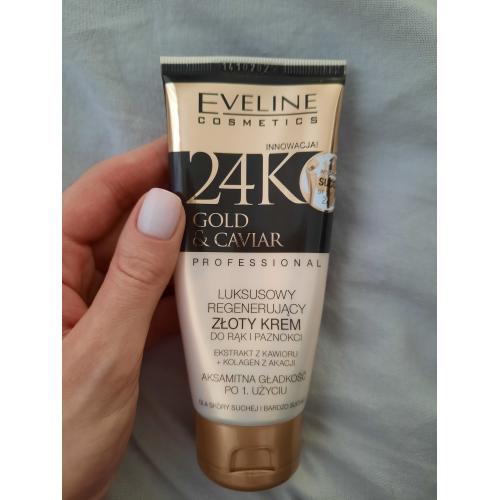 EVELINE
COSMETICS
INNOWACJA!
24K
GOLD
& CAVIAR
PROFESSIONAL
LUKSUSOWY
REGENERUJĄCY
ZŁOTY KREM
DO RĄK I PAZNOKCI
EKSTRAKT Z KAWIORU
+ KOLAGEN Z AKACJI
AKSAMITNA GŁADKOŚĆ
PO 1. UŻYCIU
DLA SKÓRY SUCHEJ I BARDZO